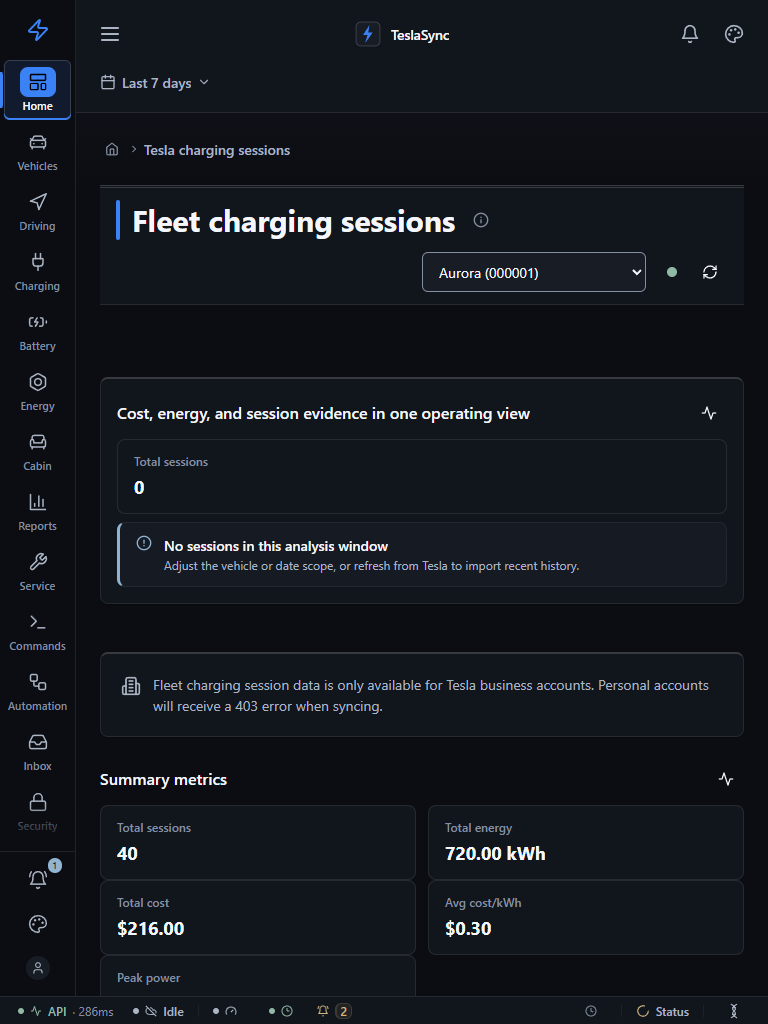 TeslaSync
Last 7 days
Home
Vehicles
Driving
Charging
Battery
Energy
Cabin
Reports
Service
Commands
Automation
Inbox
Security
1
Tesla charging sessions
Fleet charging sessions
Aurora (000001)
Cost, energy, and session evidence in one operating view
Total sessions
0
No sessions in this analysis window
Adjust the vehicle or date scope, or refresh from Tesla to import recent history.
Fleet charging session data is only available for Tesla business accounts. Personal accounts
will receive a 403 error when syncing.
Summary metrics
Total sessions
40
Total energy
720.00 kWh
Total cost
$216.00
Avg cost/kWh
$0.30
Peak power
API · 286ms
Idle
2
Status